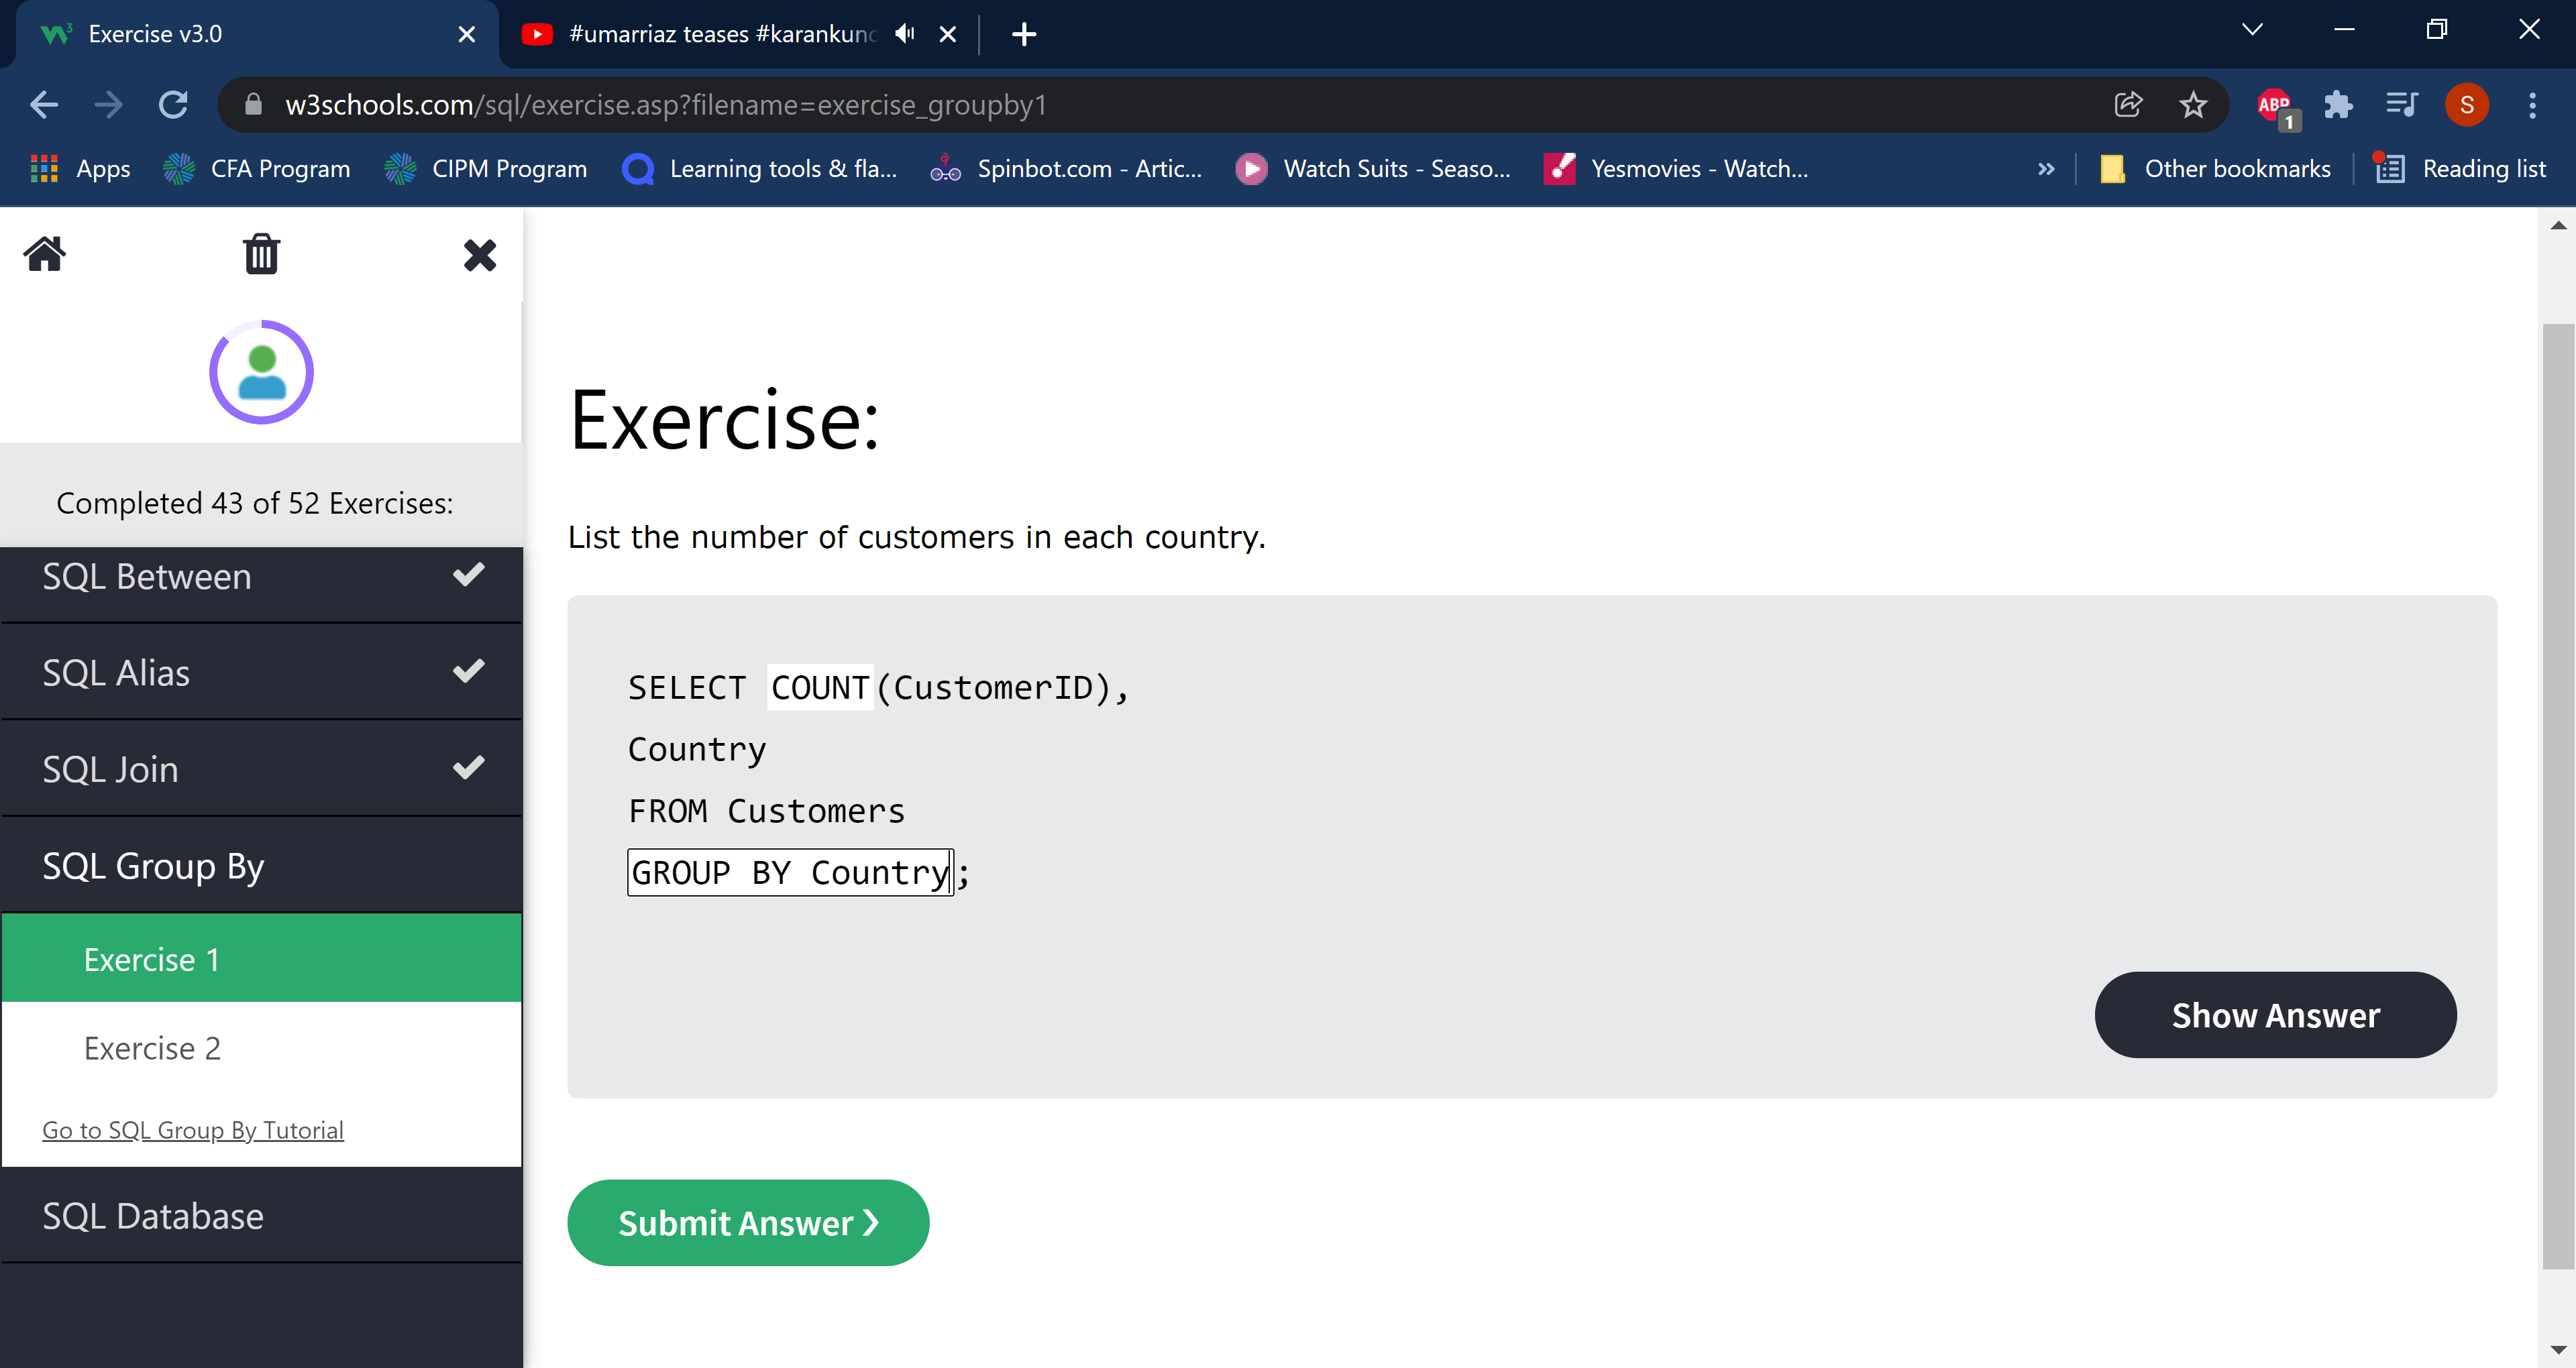 Exercise v3.0
#umarriaz teases #karankun
w3schools.com/sql/exercise.asp?filename=exercise_groupby1
ABP
1
S
Apps
CFA Program
CIPM Program
Learning tools & fla...
Spinbot.com - Artic...
Watch Suits - Seaso...
Yesmovies - Watch...
»
Other bookmarks
Reading list
Completed 43 of 52 Exercises:
SQL Between
SQL Alias
SQL Join
SQL Group By
Exercise 1
Exercise 2
Go to SQL Group By Tutorial
SQL Database
Exercise:
List the number of customers in each country.
SELECT COUNT(CustomerID),
Country
FROM Customers
GROUP BY Country;
Show Answer
Submit Answer ❯